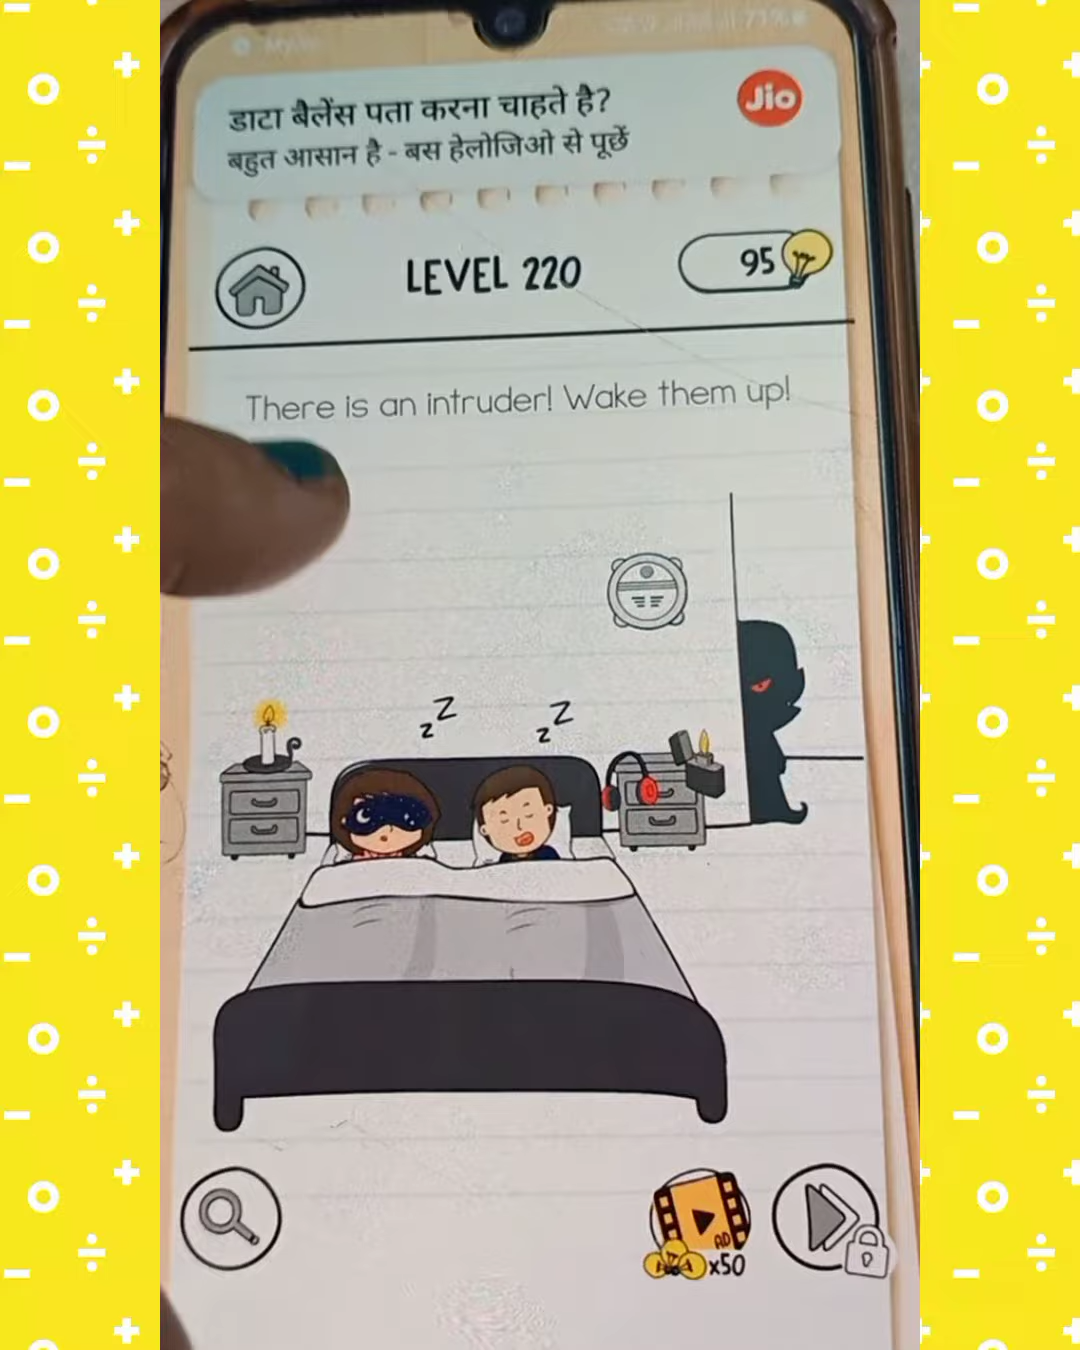 डाटा बैलेंस पता करना चाहते है?
बहुत आसान है - बस हेलोजिओ से पूछें
Jio
LEVEL 220
95
There is an intruder! Wake them up!
z Z
z Z
AD
x50